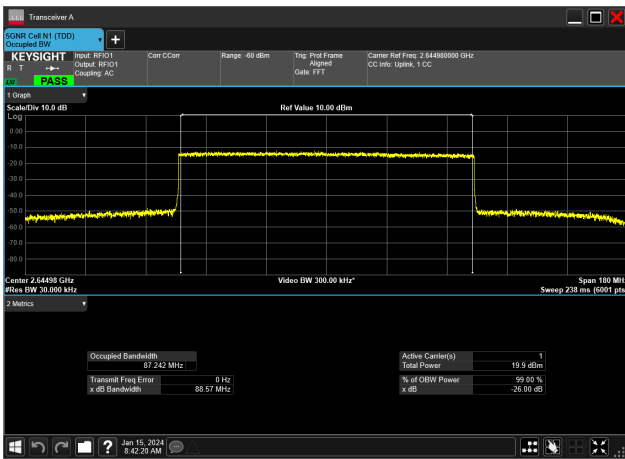 Transceiver A
5GNR Cell N1 (TDD)
Occupied BW
KEYSIGHT
R T
PASS
Input: RFIO1
Output: RFIO1
Coupling: AC
Corr CCorr
Range: -60 dBm
Trig: Prot Frame
Aligned
Gate: FFT
Carrier Ref Freq: 2.644980000 GHz
CC Info: Uplink, 1 CC
1 Graph
Scale/Div 10.0 dB
Ref Value 10.00 dBm
Log
0.00
-10.0
-20.0
-30.0
-40.0
-50.0
-60.0
-70.0
-80.0
Center 2.64498 GHz
Video BW 300.00 kHz*
Span 180 MHz
#Res BW 30.000 kHz
Sweep 238 ms (6001 pts
2 Metrics
Occupied Bandwidth
87.242 MHz
Transmit Freq Error 0 Hz
x dB Bandwidth 88.57 MHz
Active Carrier(s) 1
Total Power 19.9 dBm
% of OBW Power 99.00 %
x dB -26.00 dB
?
Jan 15, 2024
8:42:20 AM